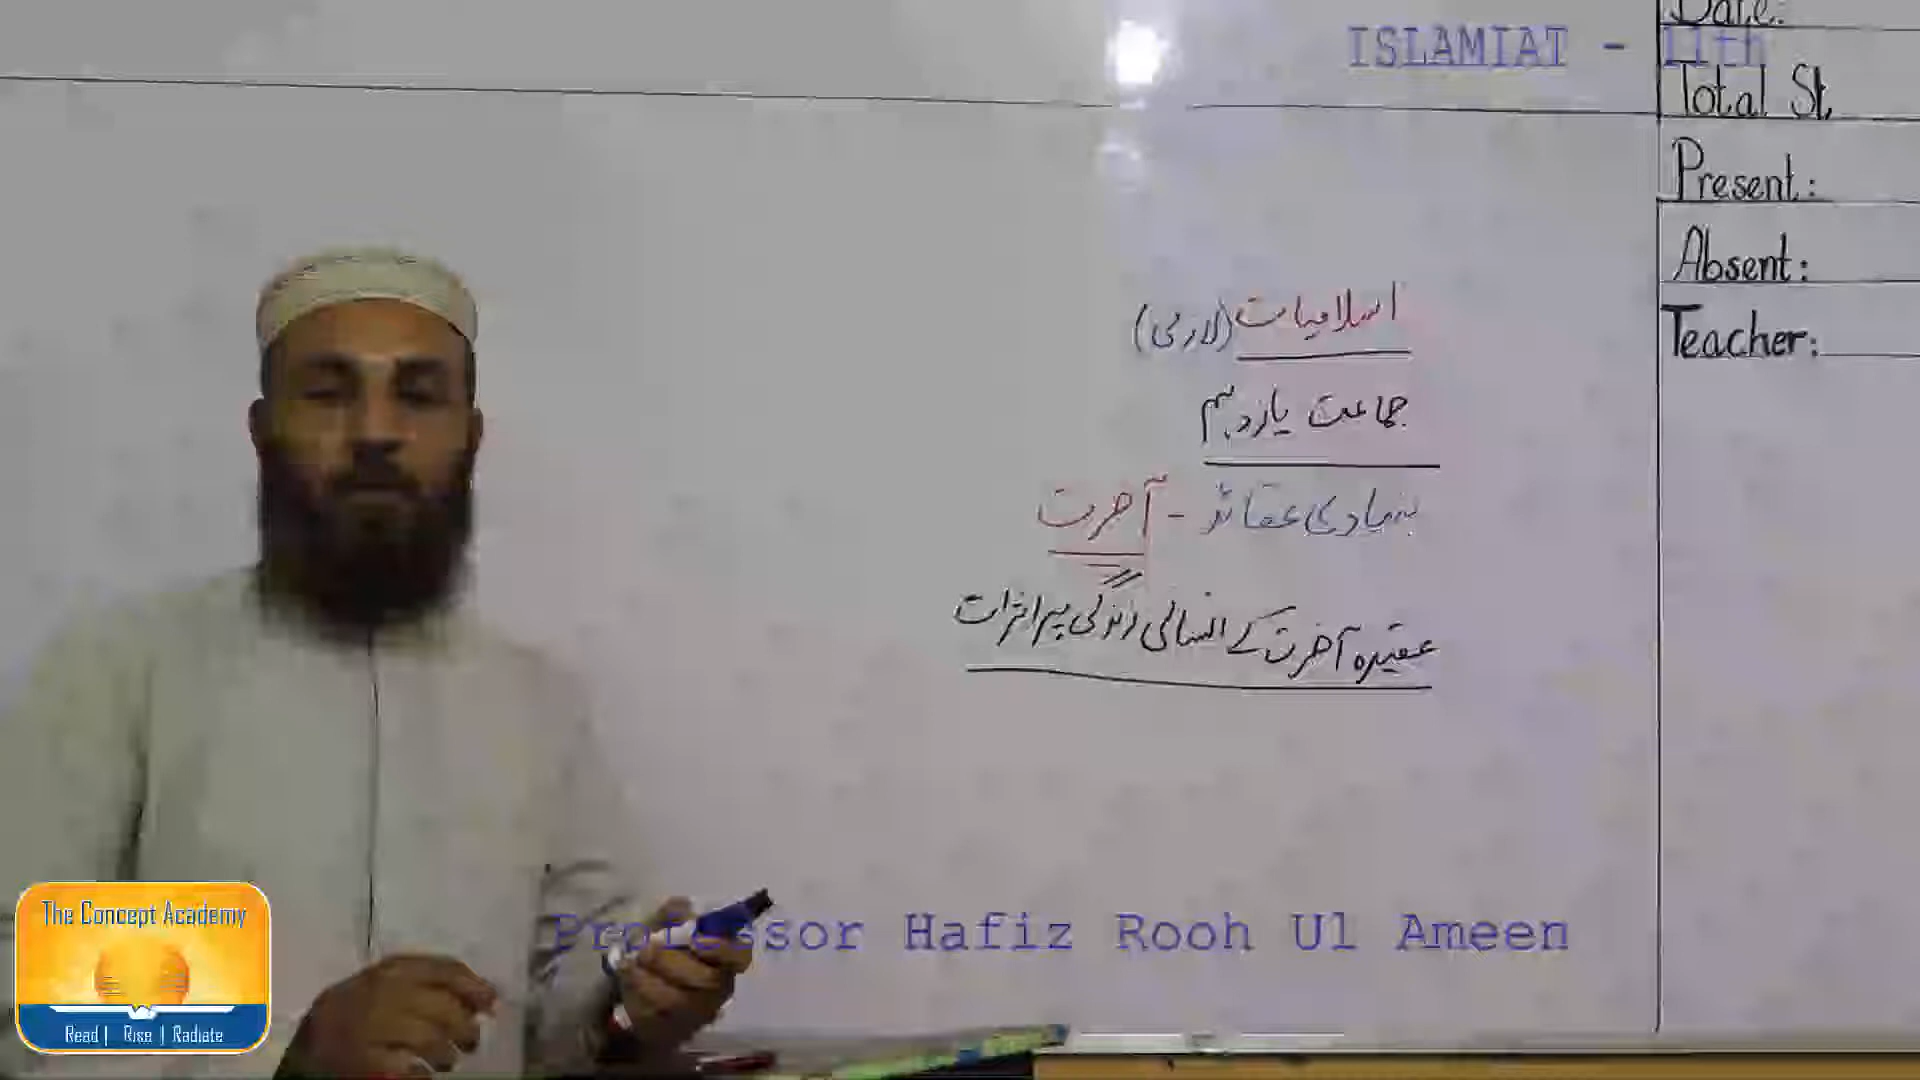 ISLAMIAT - 11th
Date:
Total St.
Present:
Absent:
Teacher:
اسلامیات (لازمی)
جماعت یازدہم
بنیادی عقائد - آخرت
عقیدہ آخرت کے انسانی زندگی پر اثرات
Professor Hafiz Rooh Ul Ameen
The Concept Academy
Read | Rise | Radiate